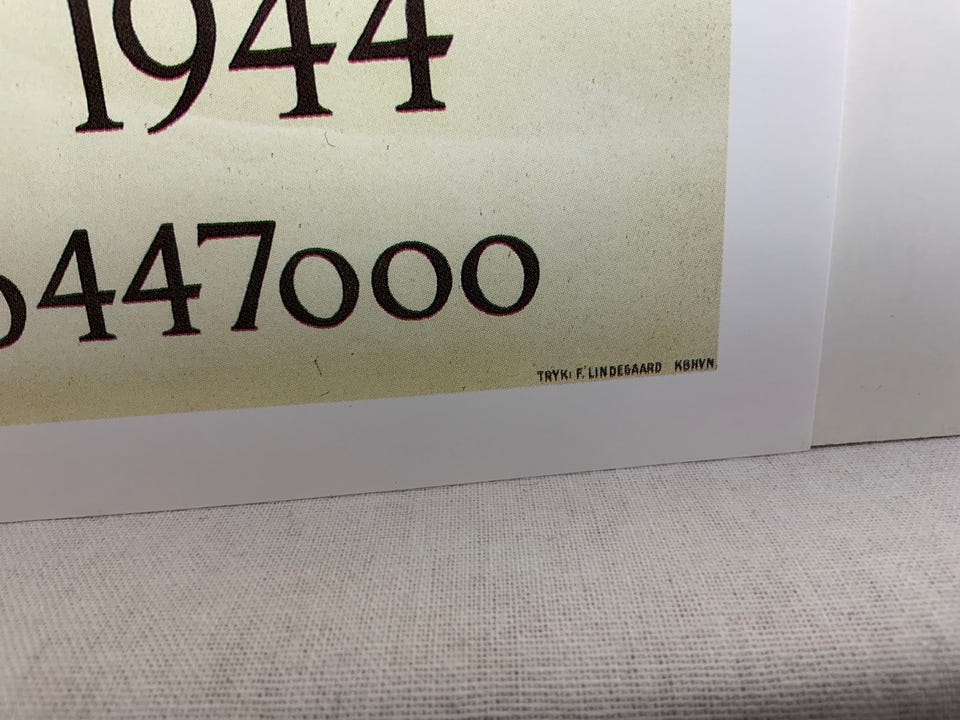 1944
447000
TRYK: F. LINDEGAARD KBHVN.